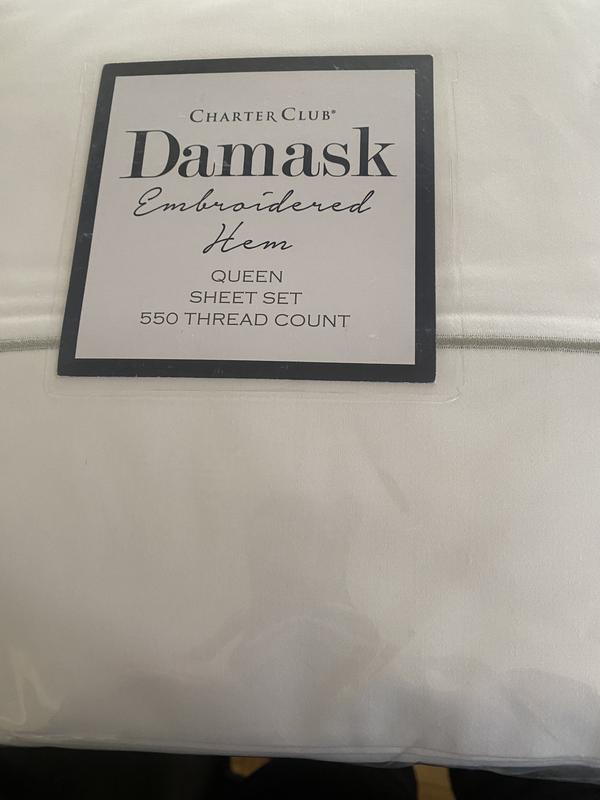 CHARTER CLUB®
Damask
Embroidered
Hem
QUEEN
SHEET SET
550 THREAD COUNT